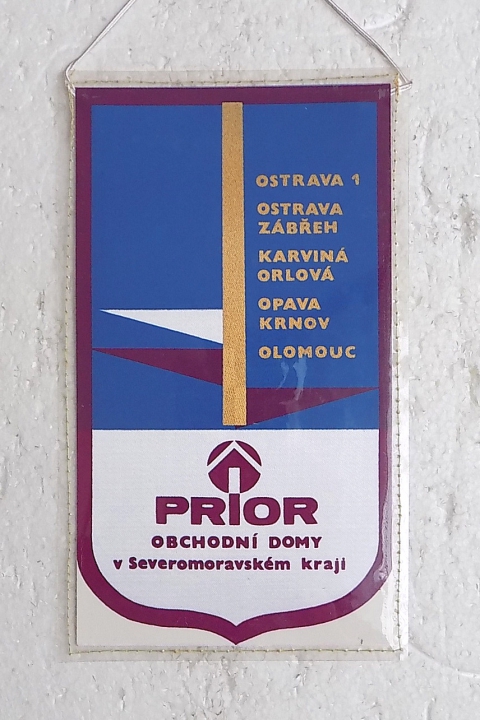 OSTRAVA 1
OSTRAVA
ZÁBŘEH
KARVINÁ
ORLOVÁ
OPAVA
KRNOV
OLOMOUC
PRIOR
OBCHODNÍ DOMY
v Severomoravském kraji